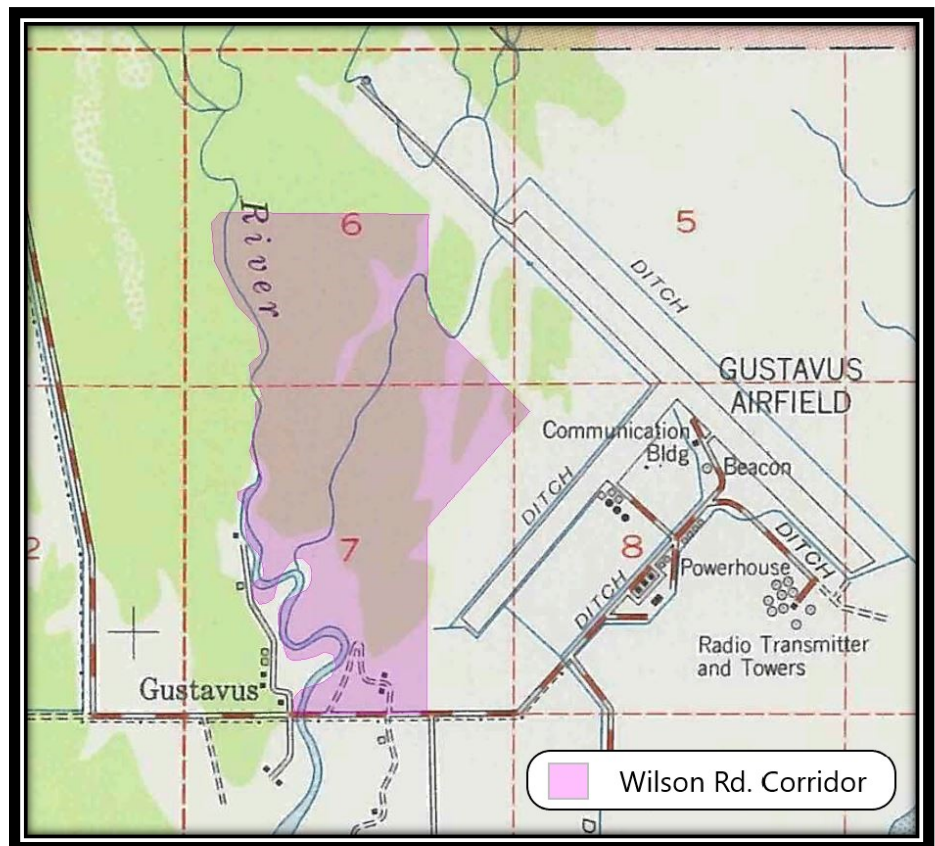 River
6
5
DITCH
GUSTAVUS
AIRFIELD
Communication
Bldg
Beacon
DITCH
2
7
8
DITCH
Powerhouse
DITCH
Radio Transmitter
and Towers
Gustavus
Wilson Rd. Corridor
D